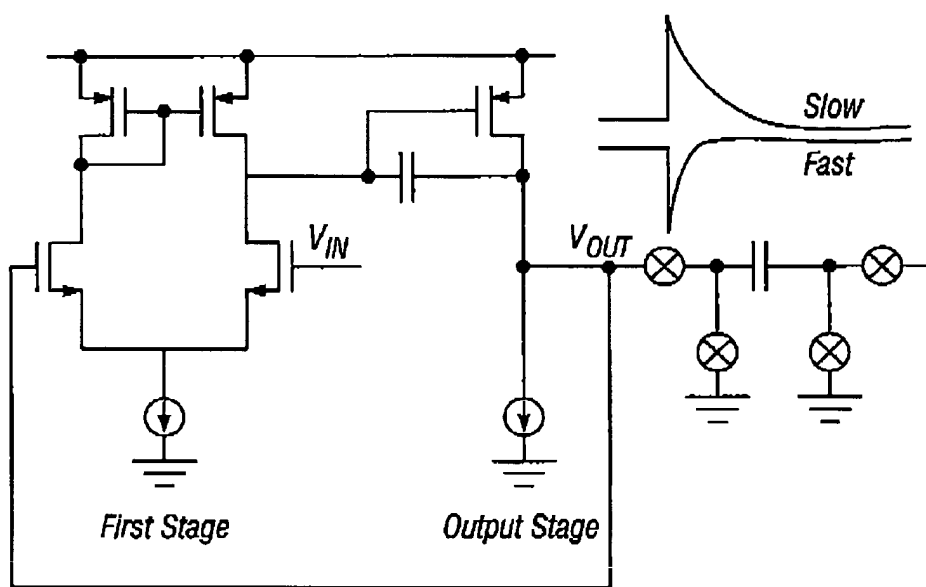 Slow
Fast
V_IN
V_OUT
First Stage
Output Stage